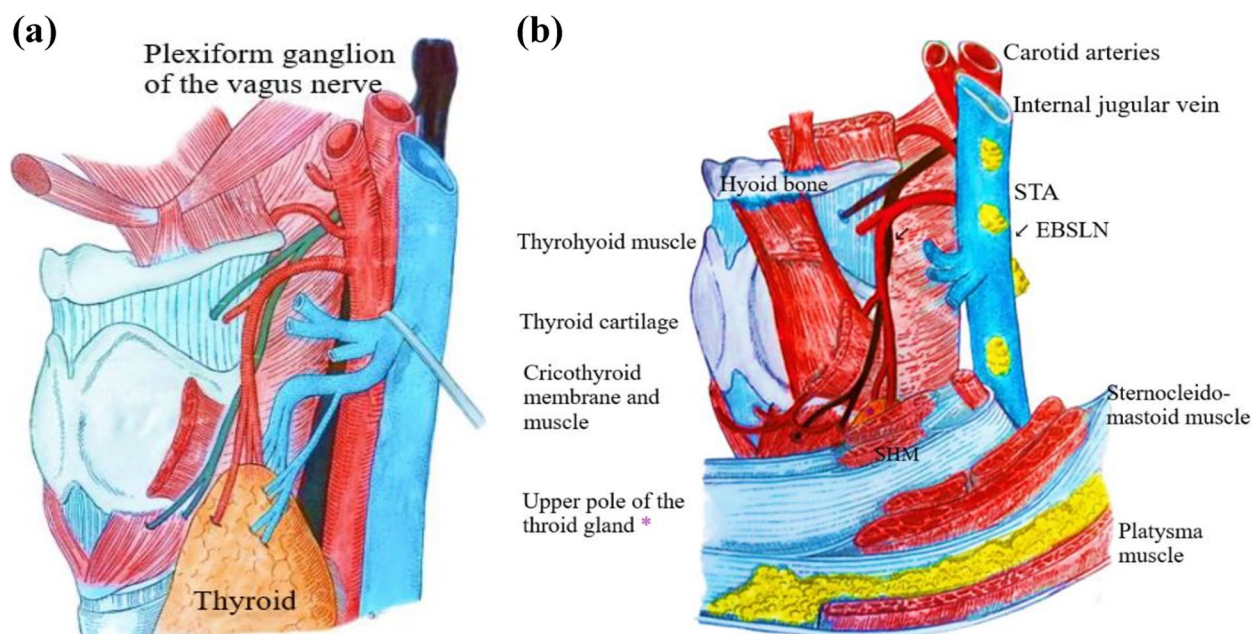 (a)
Plexiform ganglion
of the vagus nerve
Thyroid
(b)
Carotid arteries
Internal jugular vein
Hyoid bone
STA
↙ EBSLN
Thyrohyoid muscle
Thyroid cartilage
Cricothyroid
membrane and
muscle
Sternocleido-
mastoid muscle
SHM
Upper pole of the
throid gland *
Platysma
muscle